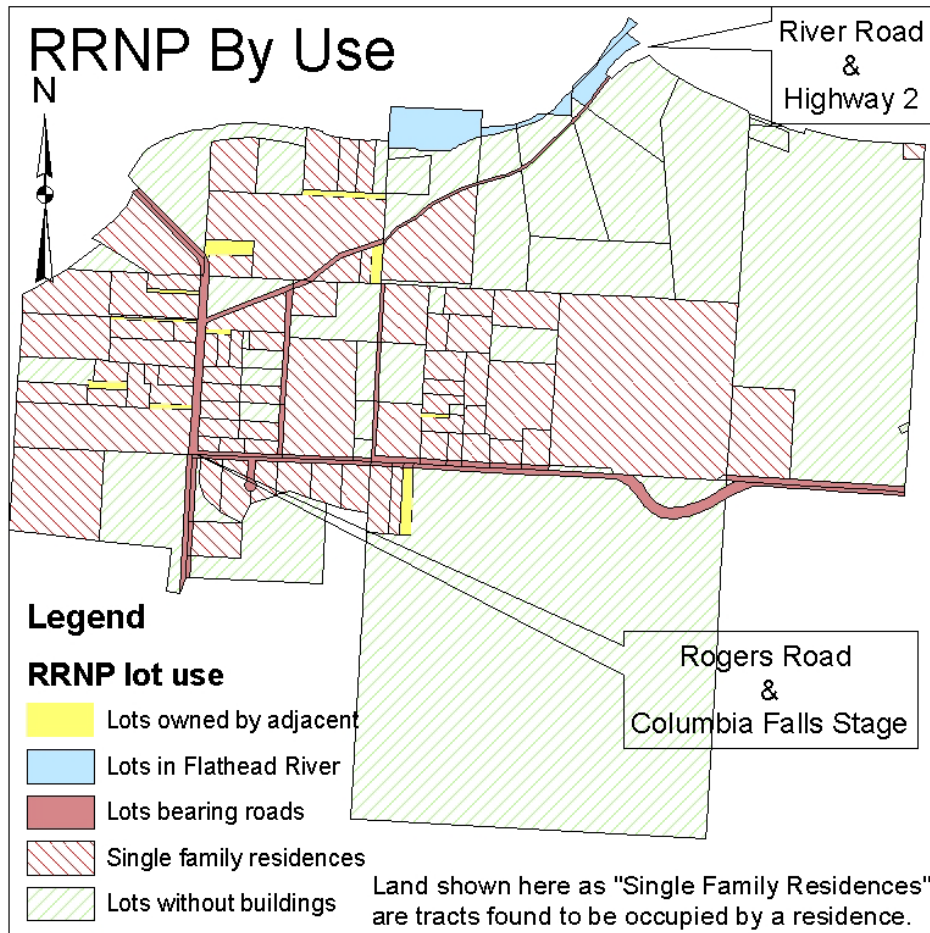 RRNP By Use
N
River Road
&
Highway 2
Legend
RRNP lot use
Lots owned by adjacent
Lots in Flathead River
Lots bearing roads
Single family residences
Lots without buildings
Rogers Road
&
Columbia Falls Stage
Land shown here as "Single Family Residences"
are tracts found to be occupied by a residence.